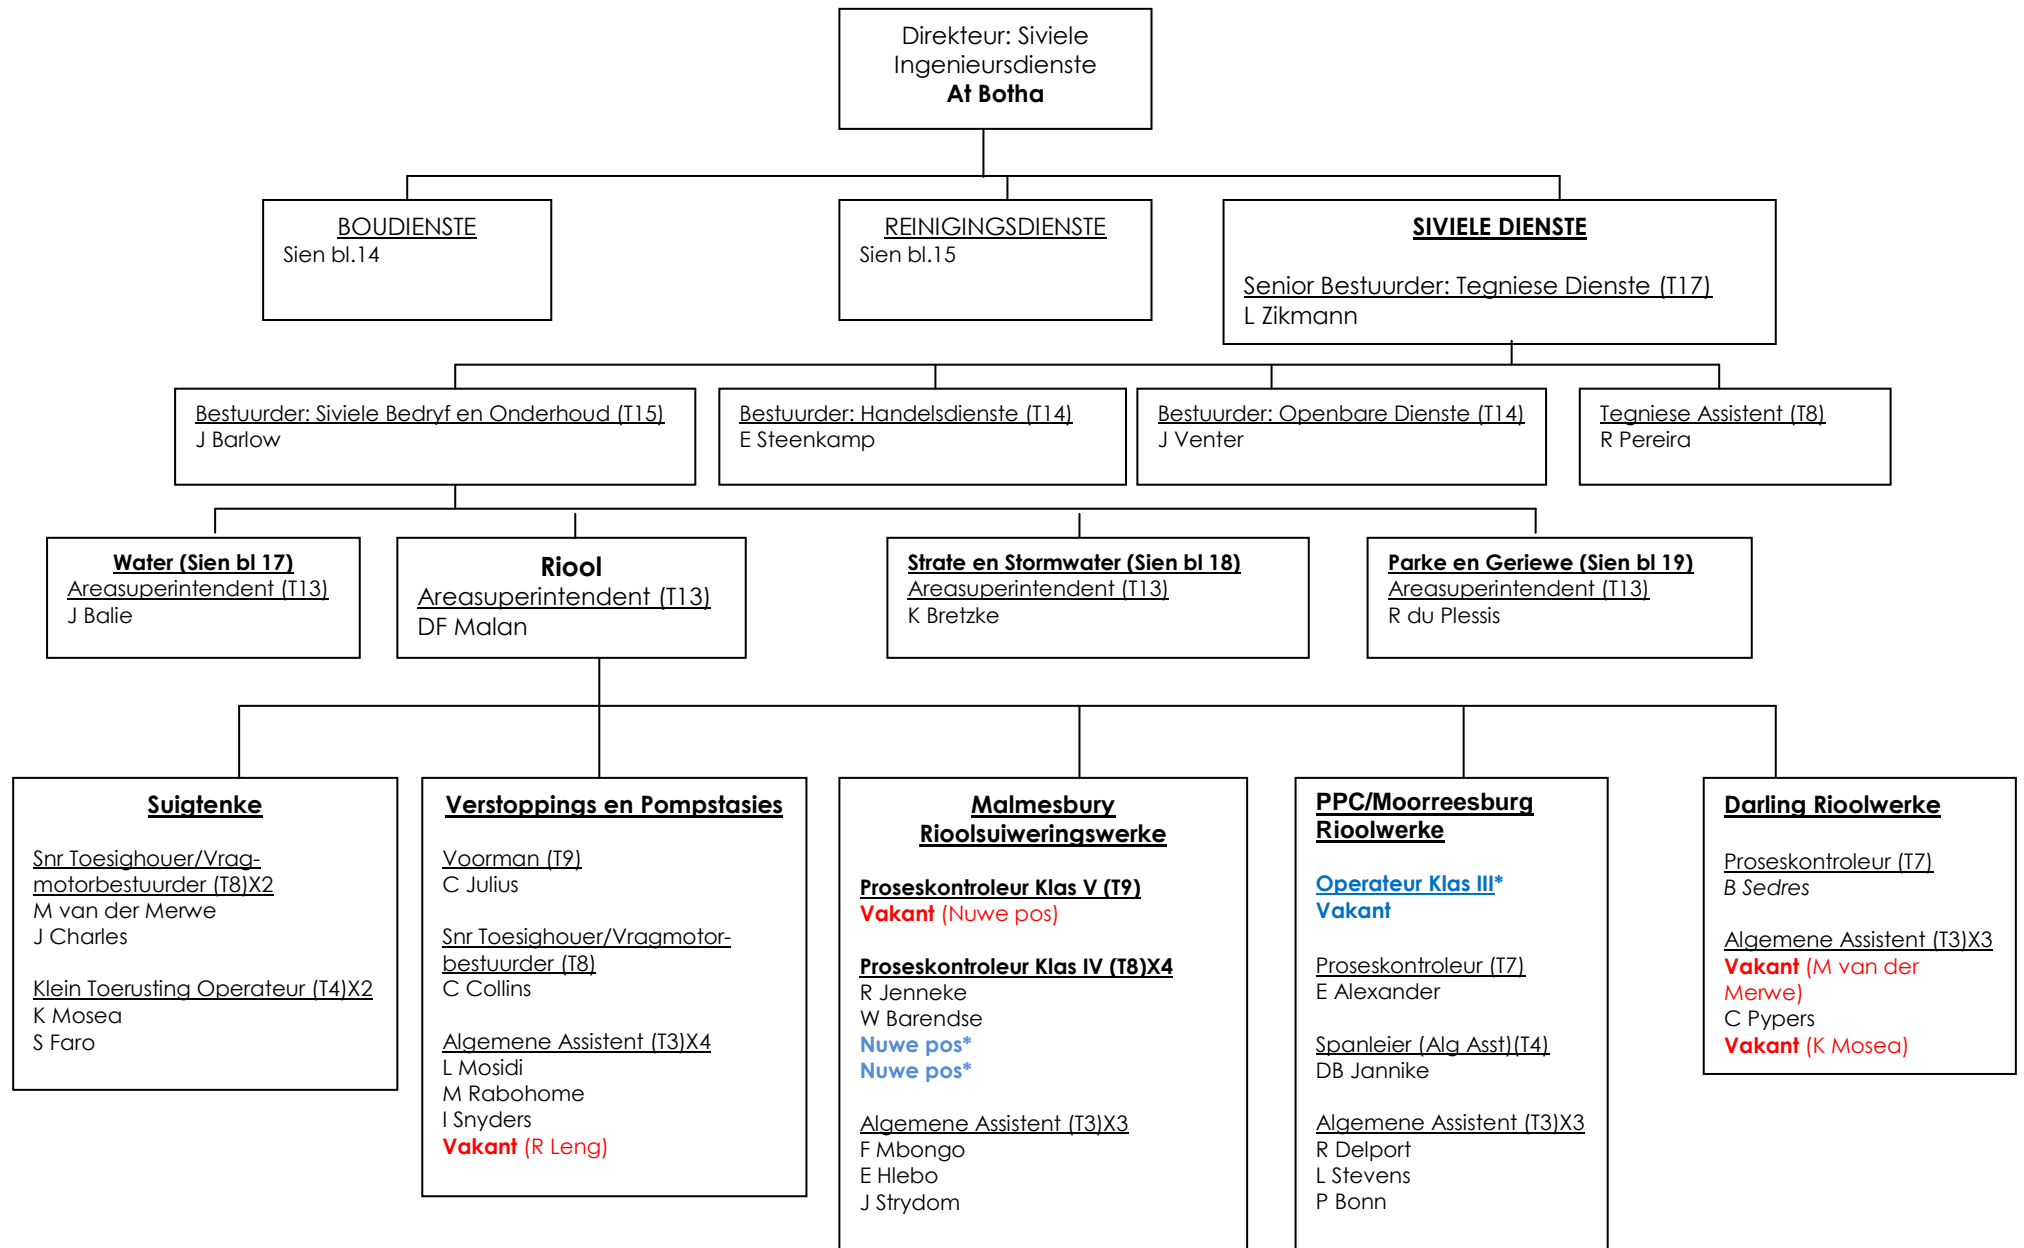 Direkteur: Siviele
Ingenieursdienste
At Botha
BOUDIENSTE
Sien bl.14
REINIGINGSDIENSTE
Sien bl.15
SIVIELE DIENSTE
Senior Bestuurder: Tegniese Dienste (T17)
L Zikmann
Bestuurder: Siviele Bedryf en Onderhoud (T15)
J Barlow
Bestuurder: Handelsdienste (T14)
E Steenkamp
Bestuurder: Openbare Dienste (T14)
J Venter
Tegniese Assistent (T8)
R Pereira
Water (Sien bl 17)
Areasuperintendent (T13)
J Balie
Riool
Areasuperintendent (T13)
DF Malan
Strate en Stormwater (Sien bl 18)
Areasuperintendent (T13)
K Bretzke
Parke en Geriewe (Sien bl 19)
Areasuperintendent (T13)
R du Plessis
Suigtenke
Snr Toesighouer/Vrag-
motorbestuurder (T8)X2
M van der Merwe
J Charles
Klein Toerusting Operateur (T4)X2
K Mosea
S Faro
Verstoppings en Pompstasies
Voorman (T9)
C Julius
Snr Toesighouer/Vragmotor-
bestuurder (T8)
C Collins
Algemene Assistent (T3)X4
L Mosidi
M Rabohome
I Snyders
Vakant (R Leng)
Malmesbury
Rioolsuiweringswerke
Proseskontroleur Klas V (T9)
Vakant (Nuwe pos)
Proseskontroleur Klas IV (T8)X4
R Jenneke
W Barendse
Nuwe pos*
Nuwe pos*
Algemene Assistent (T3)X3
F Mbongo
E Hlebo
J Strydom
PPC/Moorreesburg
Rioolwerke
Operateur Klas III*
Vakant
Proseskontroleur (T7)
E Alexander
Spanleier (Alg Asst)(T4)
DB Jannike
Algemene Assistent (T3)X3
R Delport
L Stevens
P Bonn
Darling Rioolwerke
Proseskontroleur (T7)
B Sedres
Algemene Assistent (T3)X3
Vakant (M van der
Merwe)
C Pypers
Vakant (K Mosea)